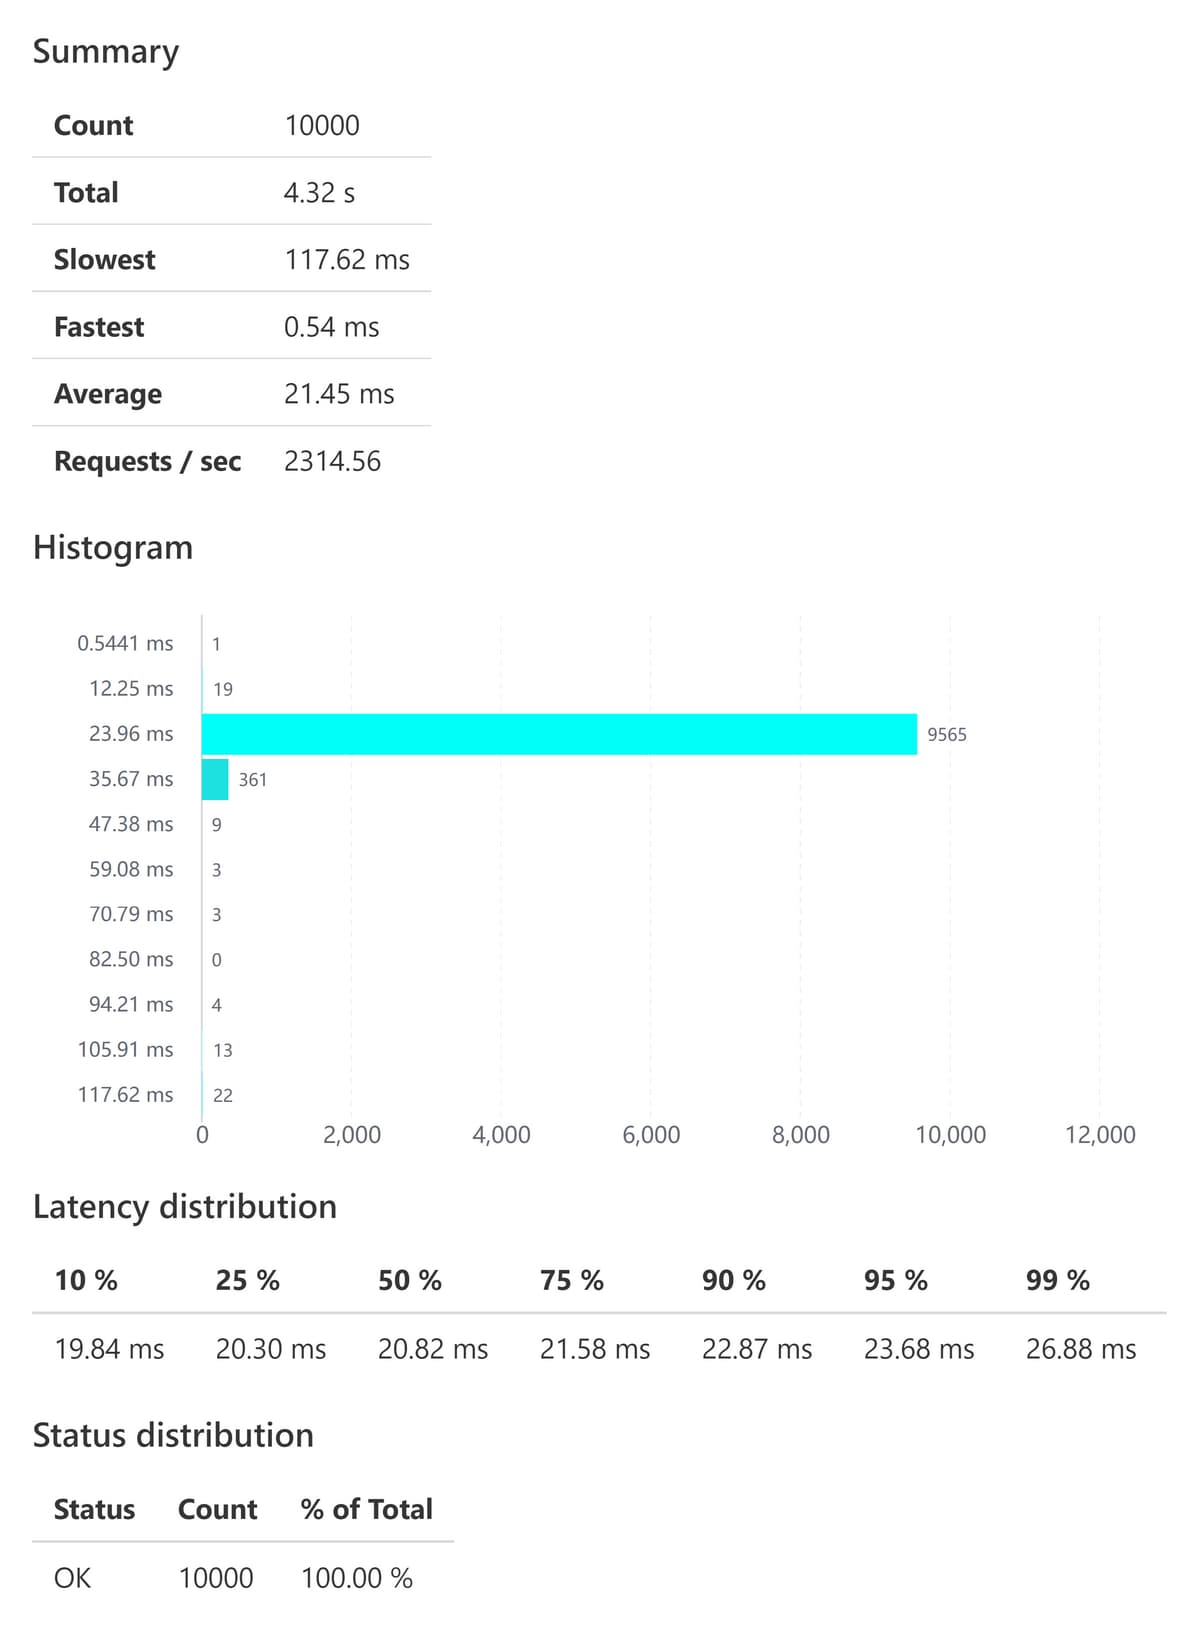 Summary
Count 10000
Total 4.32 s
Slowest 117.62 ms
Fastest 0.54 ms
Average 21.45 ms
Requests / sec 2314.56
Histogram
0.5441 ms 1
12.25 ms 19
23.96 ms 9565
35.67 ms 361
47.38 ms 9
59.08 ms 3
70.79 ms 3
82.50 ms 0
94.21 ms 4
105.91 ms 13
117.62 ms 22
0 2,000 4,000 6,000 8,000 10,000 12,000
Latency distribution
10 % 25 % 50 % 75 % 90 % 95 % 99 %
19.84 ms 20.30 ms 20.82 ms 21.58 ms 22.87 ms 23.68 ms 26.88 ms
Status distribution
Status Count % of Total
OK 10000 100.00 %